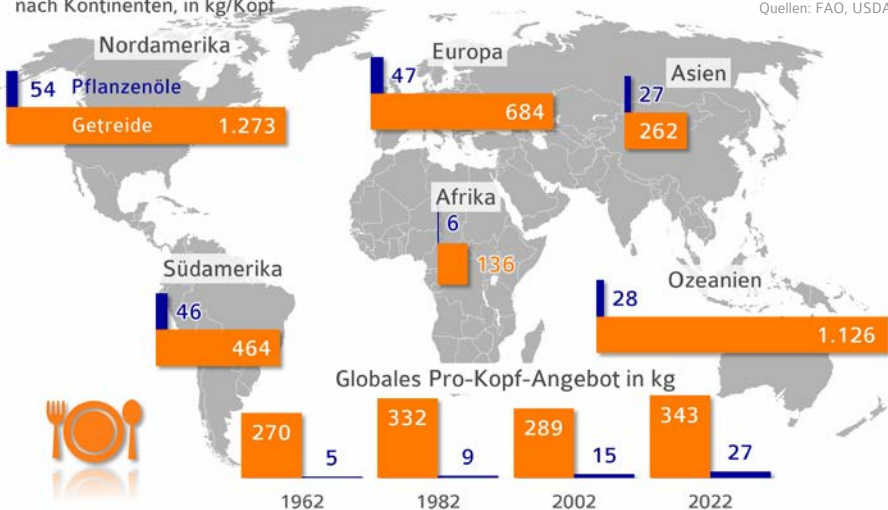 nach Kontinenten, in kg/Kopf
Quellen: FAO, USDA
Nordamerika
54 Pflanzenöle
Getreide 1.273
Europa
47
684
Asien
27
262
Afrika
6
136
Südamerika
46
464
Ozeanien
28
1.126
Globales Pro-Kopf-Angebot in kg
270 5 332 9 289 15 343 27
1962 1982 2002 2022